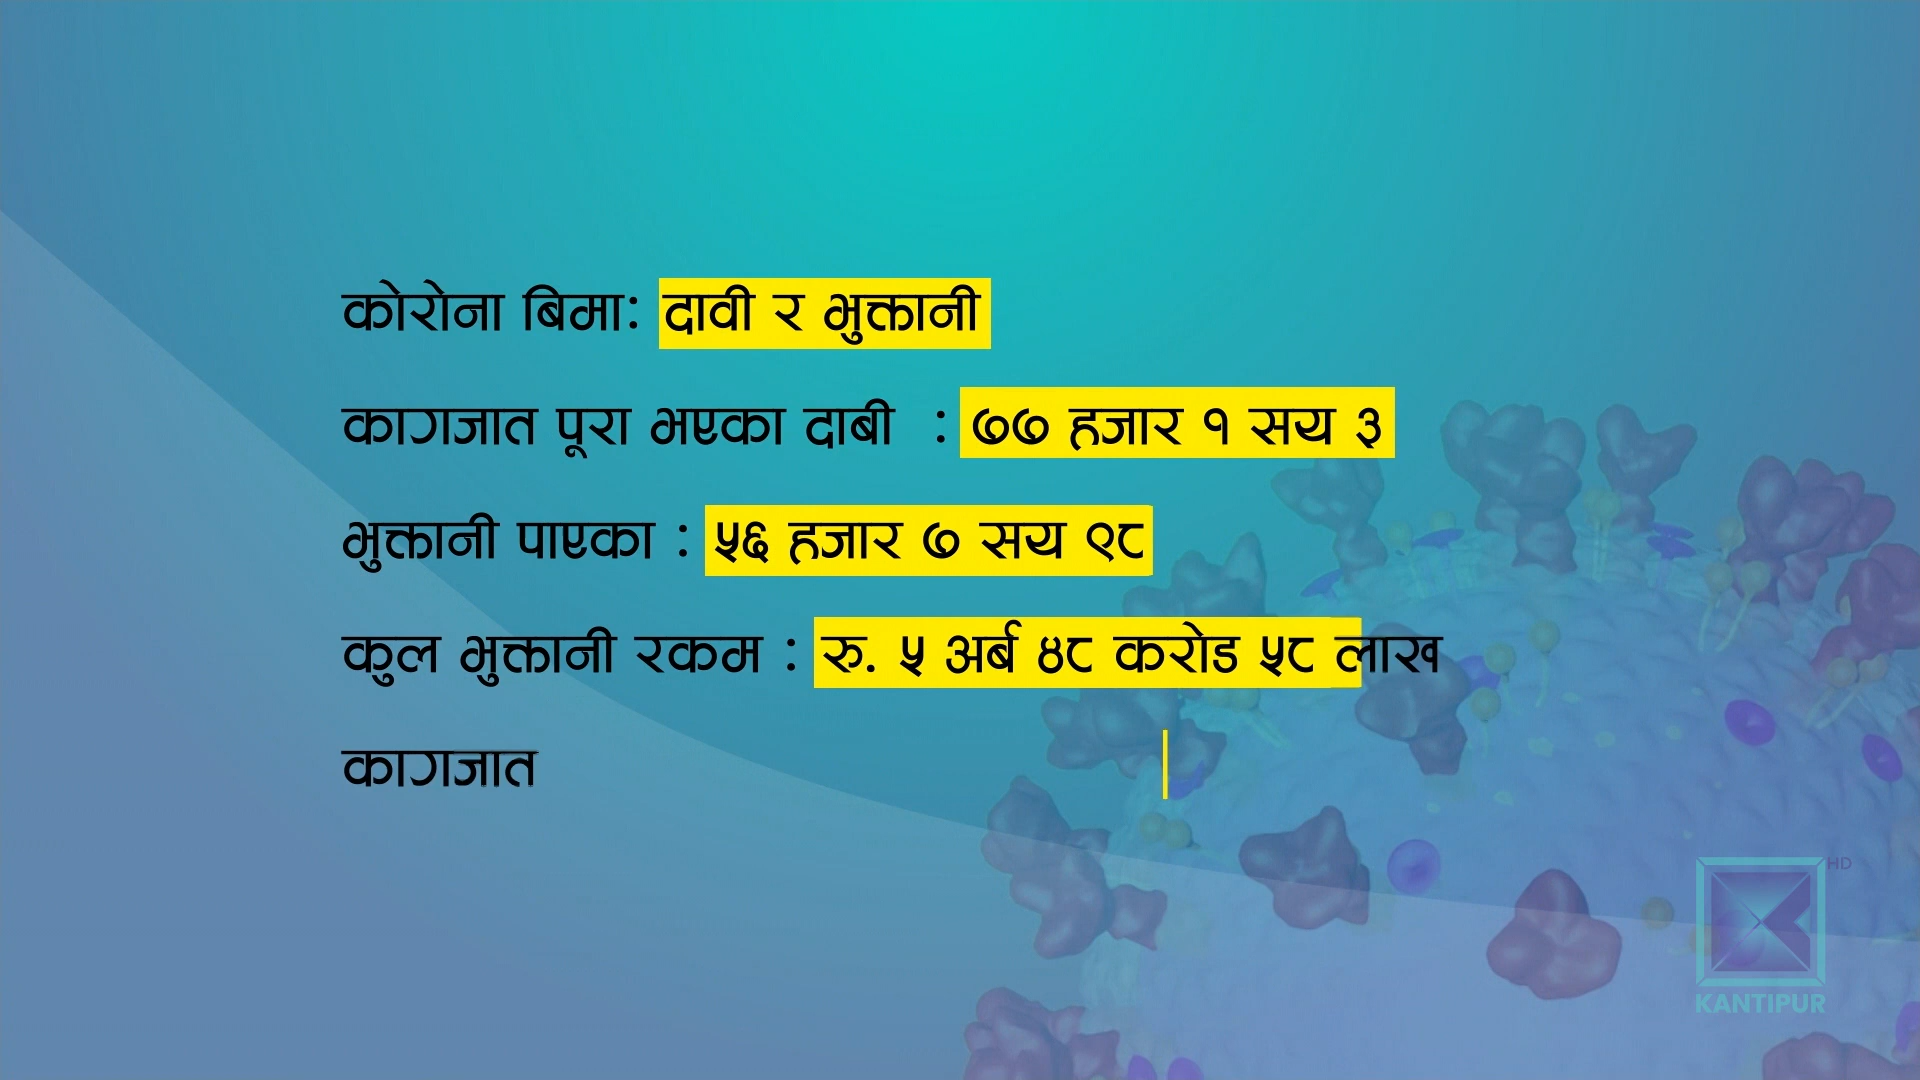 कोरोना बिमा: दावी र भुक्तानी
कागजात पूरा भएका दाबी : ७७ हजार १ सय ३
भुक्तानी पाएका : ५६ हजार ७ सय ९८
कुल भुक्तानी रकम : रु. ५ अर्ब ४८ करोड ५८ लाख
कागजात
HD
KANTIPUR